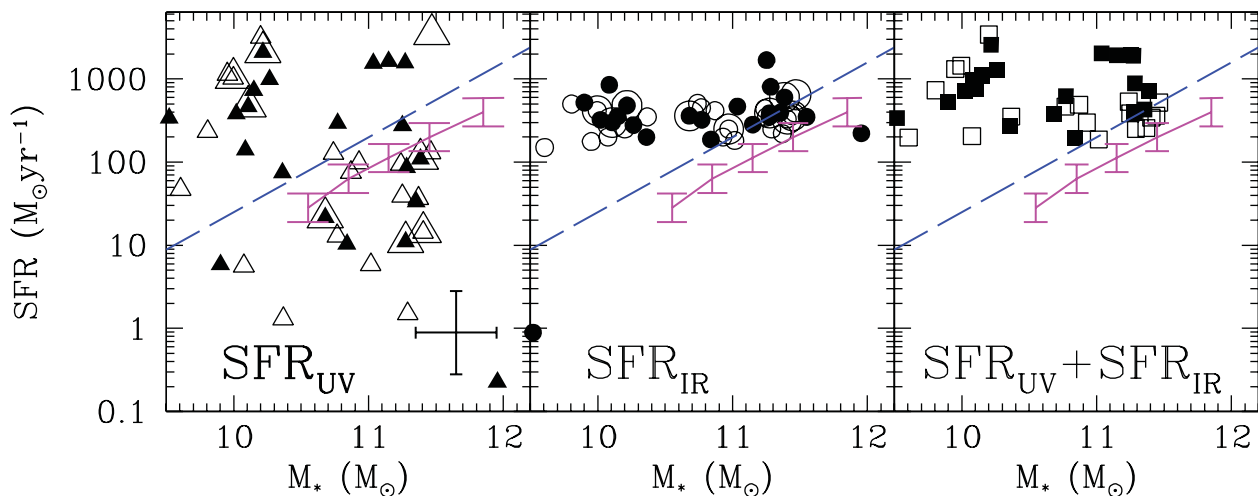 1000
100
10
1
0.1
SFR (M⊙yr⁻¹)
SFR_UV
SFR_IR
SFR_UV+SFR_IR
10 11 12 10 11 12 10 11 12
M* (M⊙) M* (M⊙) M* (M⊙)